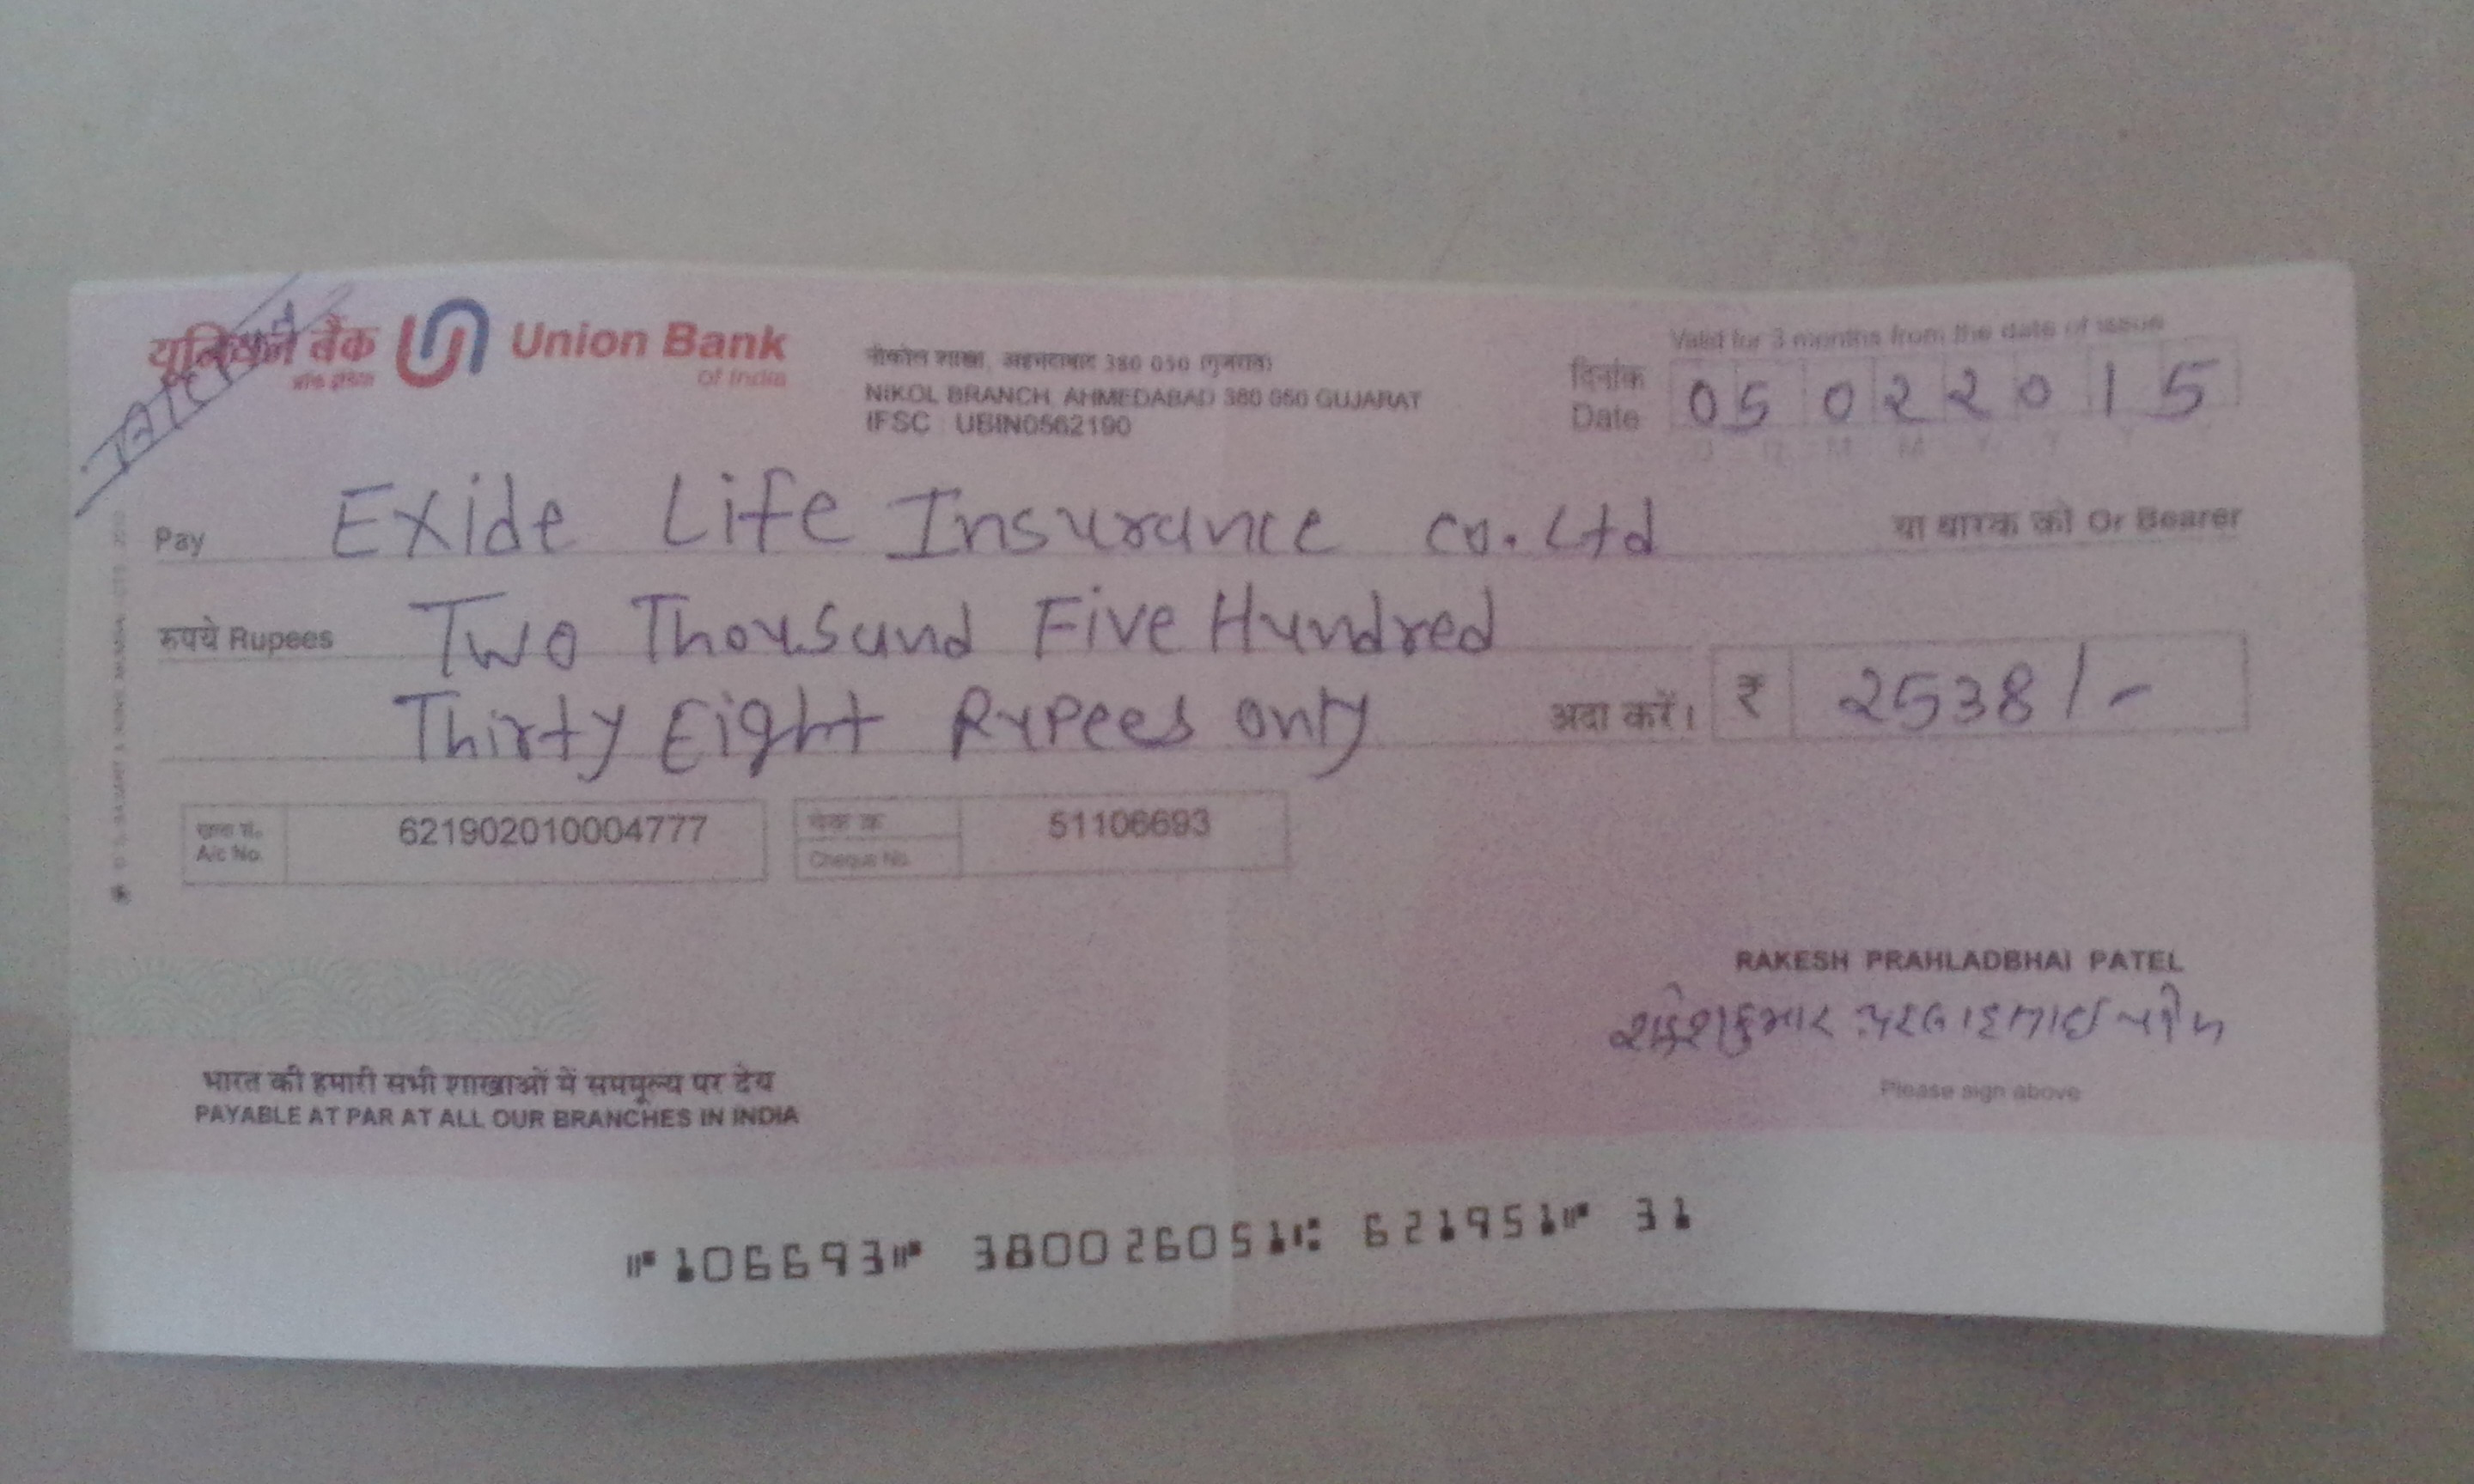 यूनियन बैंक Union Bank
ऑफ इंडिया of India
नीकोल शाखा, अहमदाबाद 380 050 (गुजरात)
NIKOL BRANCH, AHMEDABAD 380 050 GUJARAT
IFSC : UBIN0562190
Valid for 3 months from the date of issue
दिनांक
Date 05022015
D D M M Y Y Y Y
Pay Exide Life Insurance co. Ltd या धारक को Or Bearer
रुपये Rupees Two Thousand Five Hundred
Thirty Eight Rupees only अदा करें। ₹ 2538/-
खाता सं.
A/c No. 621902010004777
चेक क्र.
Cheque No. 51106693
RAKESH PRAHLADBHAI PATEL
Please sign above
भारत की हमारी सभी शाखाओं में सममूल्य पर देय
PAYABLE AT PAR AT ALL OUR BRANCHES IN INDIA
⑈106693⑈ 380026051⑆ 621951⑈ 31